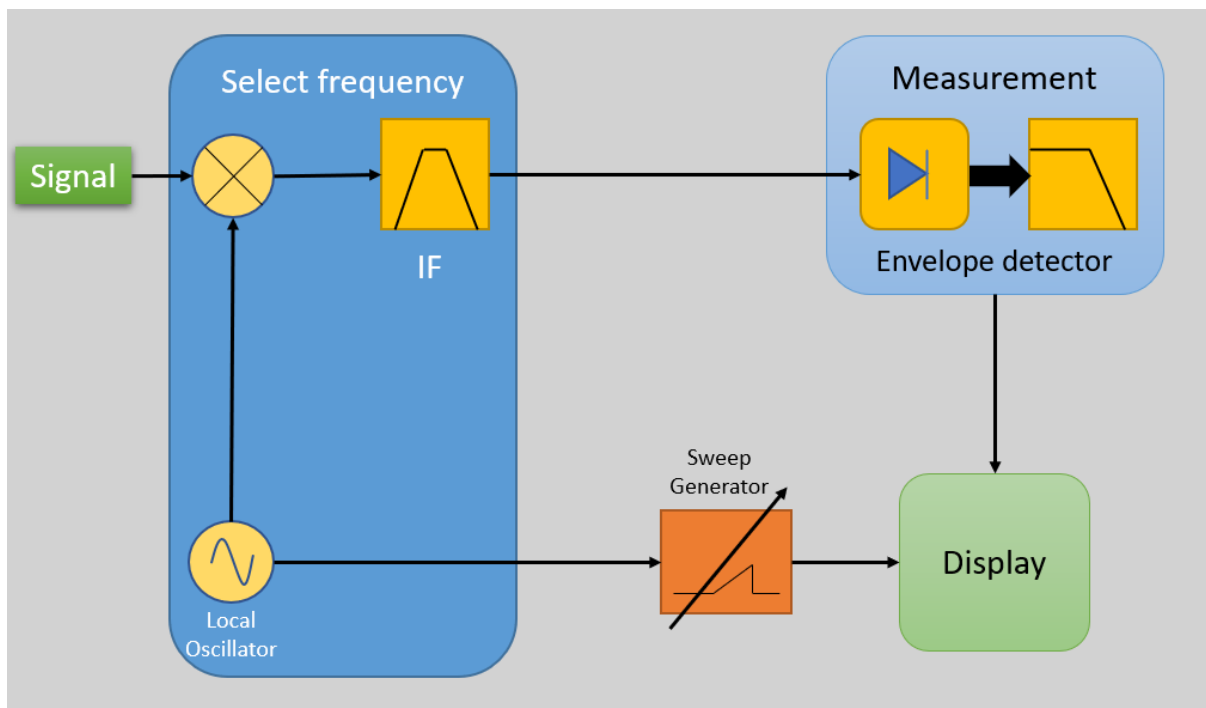 Select frequency
Measurement
Signal
IF
Envelope detector
Sweep
Generator
Display
Local
Oscillator